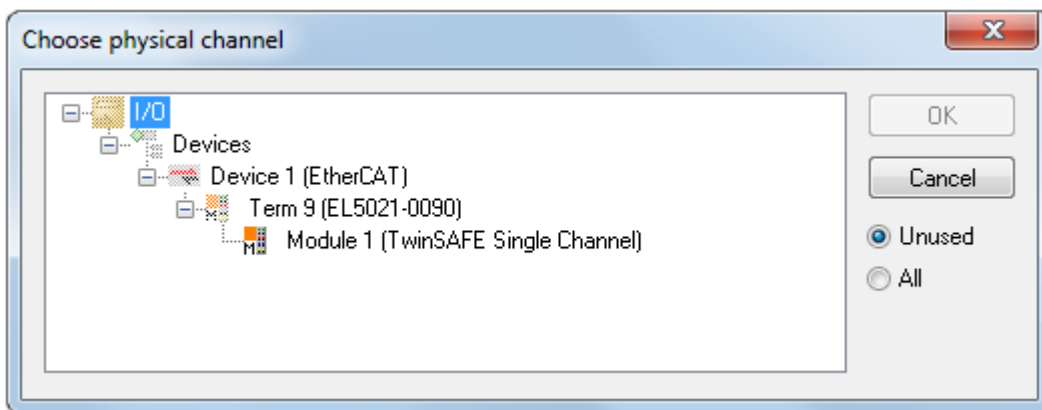 Choose physical channel
I/O
Devices
Device 1 (EtherCAT)
Term 9 (EL5021-0090)
Module 1 (TwinSAFE Single Channel)
OK
Cancel
Unused
All